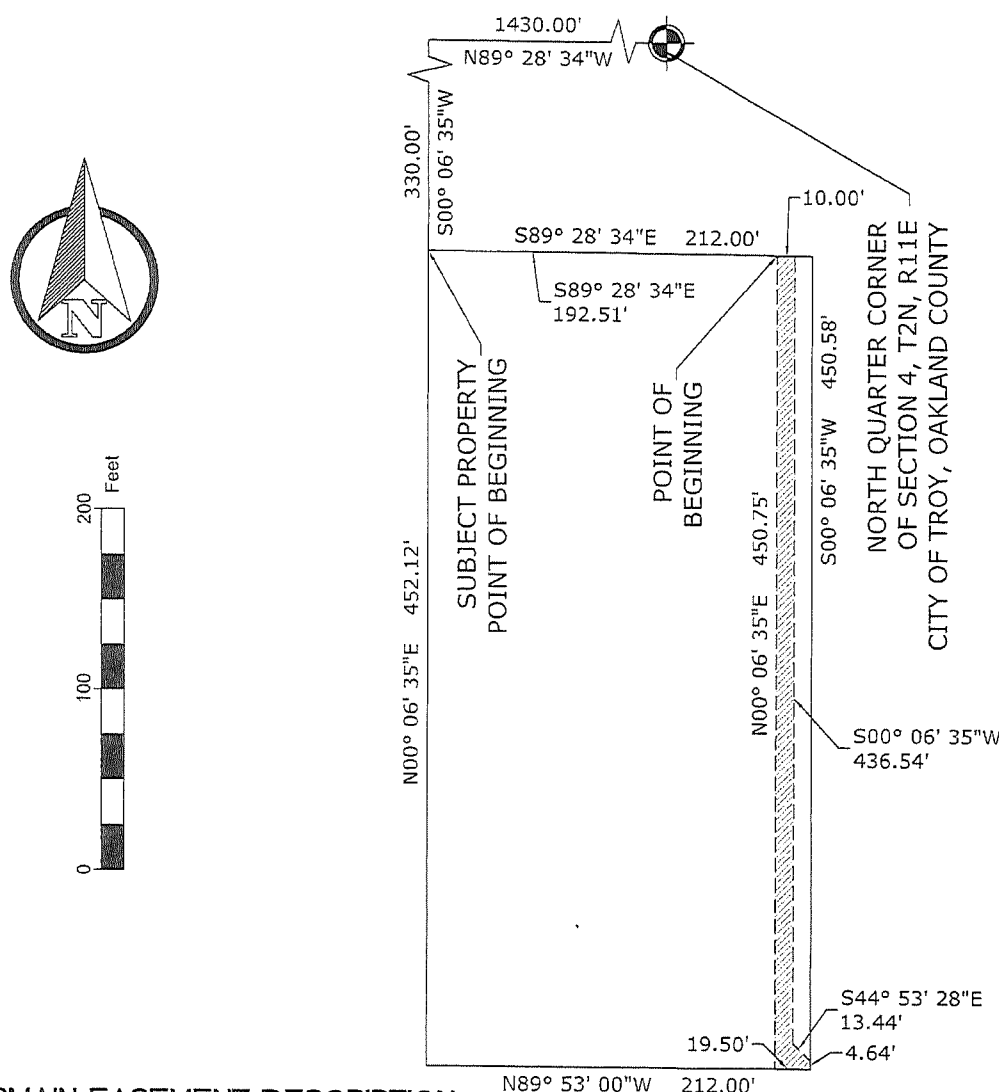 1430.00'
N89° 28' 34"W
330.00'
S00° 06' 35"W
10.00'
S89° 28' 34"E 212.00'
S89° 28' 34"E
192.51'
N
NORTH QUARTER CORNER
OF SECTION 4, T2N, R11E
CITY OF TROY, OAKLAND COUNTY
SUBJECT PROPERTY
POINT OF BEGINNING
POINT OF
BEGINNING
S00° 06' 35"W 450.58'
N00° 06' 35"E 450.75'
N00° 06' 35"E 452.12'
200
Feet
100
0
S00° 06' 35"W
436.54'
S44° 53' 28"E
13.44'
19.50'
4.64'
N89° 53' 00"W 212.00'
EASEMENT DESCRIPTION